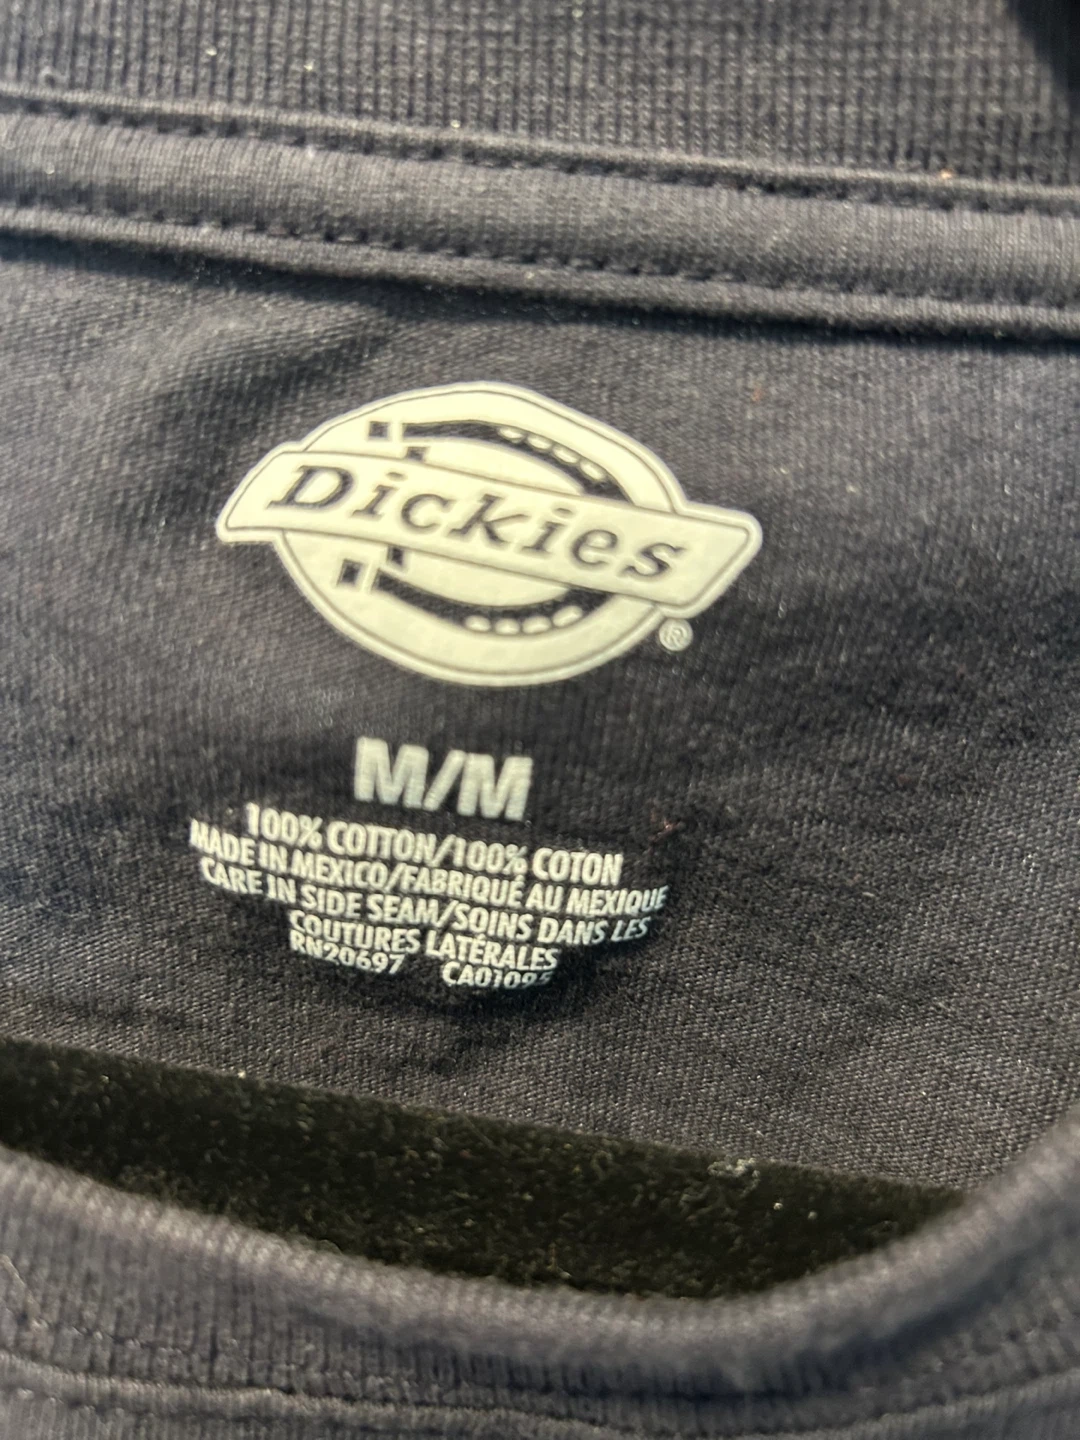 Dickies
®
M/M
100% COTTON/100% COTON
MADE IN MEXICO/FABRIQUÉ AU MEXIQUE
CARE IN SIDE SEAM/SOINS DANS LES
COUTURES LATÉRALES
RN20697 CA01095